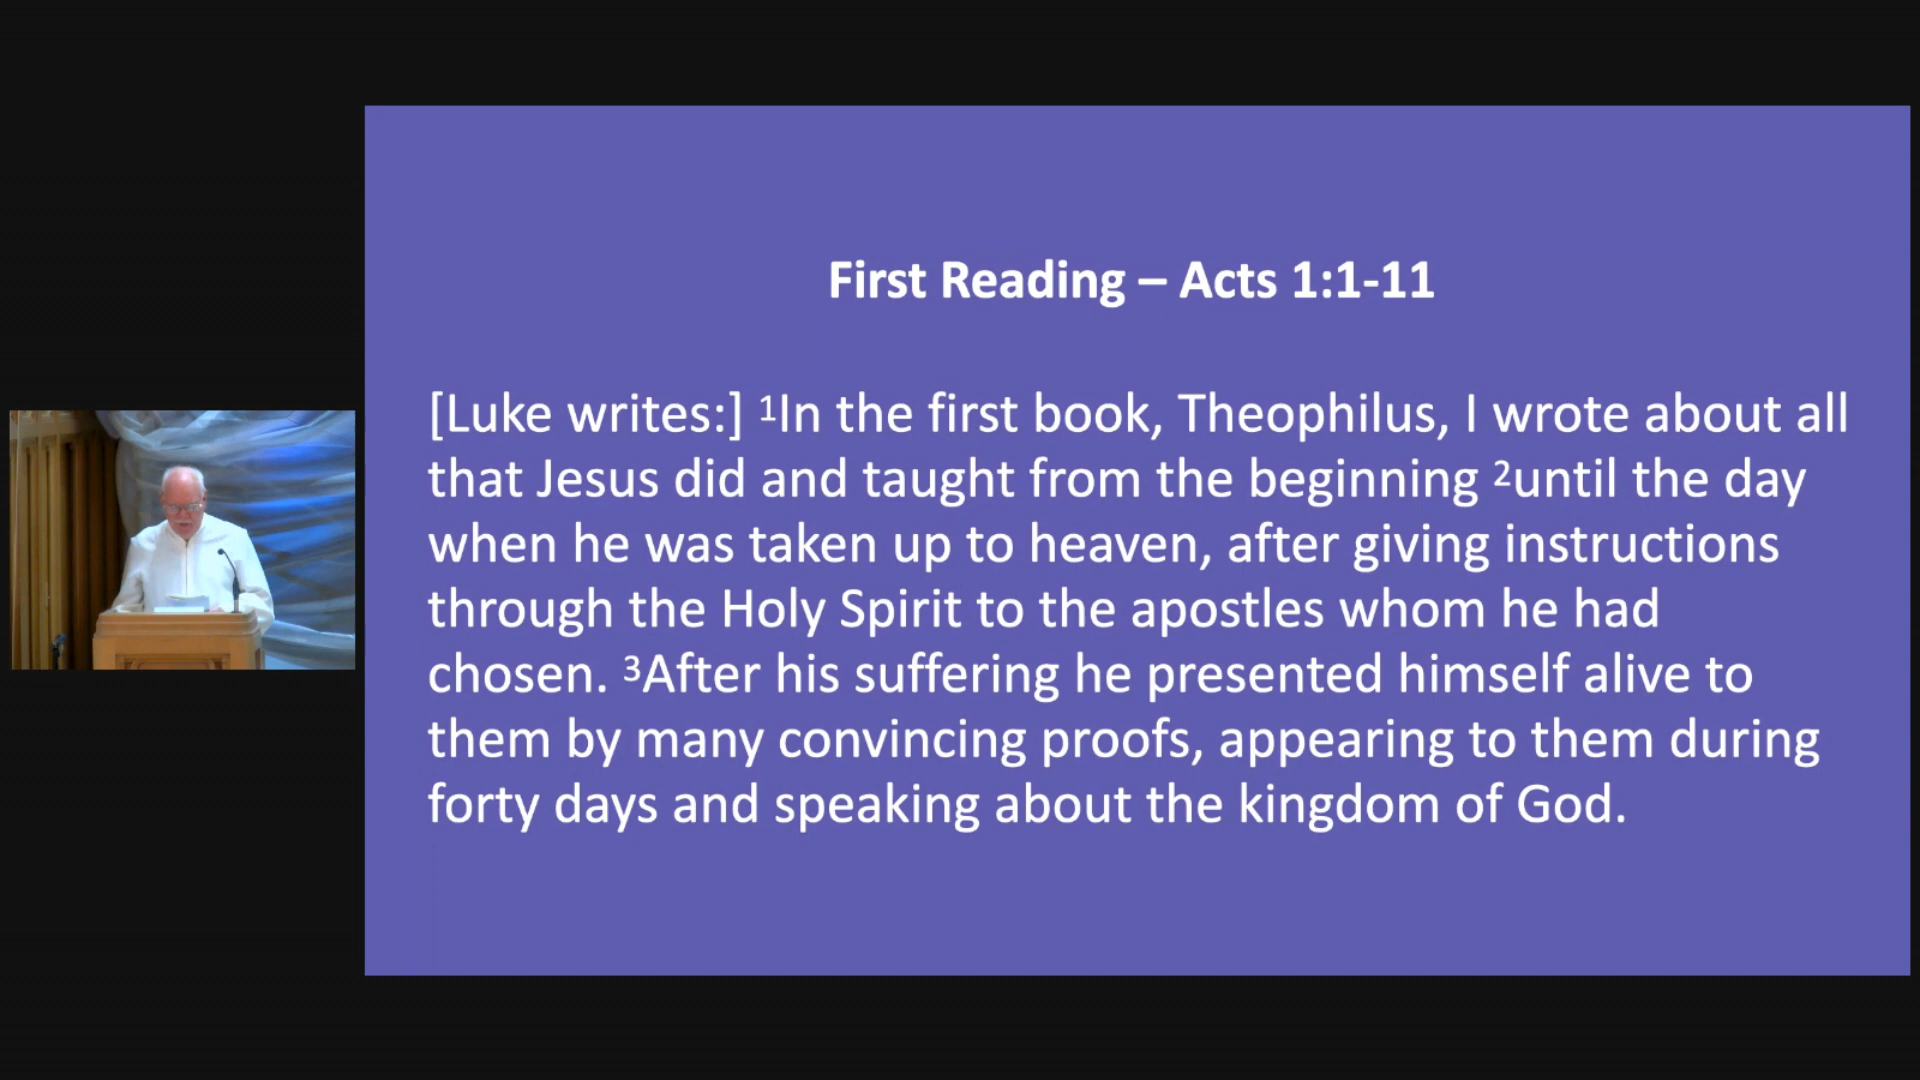 First Reading – Acts 1:1-11
[Luke writes:] ¹In the first book, Theophilus, I wrote about all
that Jesus did and taught from the beginning ²until the day
when he was taken up to heaven, after giving instructions
through the Holy Spirit to the apostles whom he had
chosen. ³After his suffering he presented himself alive to
them by many convincing proofs, appearing to them during
forty days and speaking about the kingdom of God.